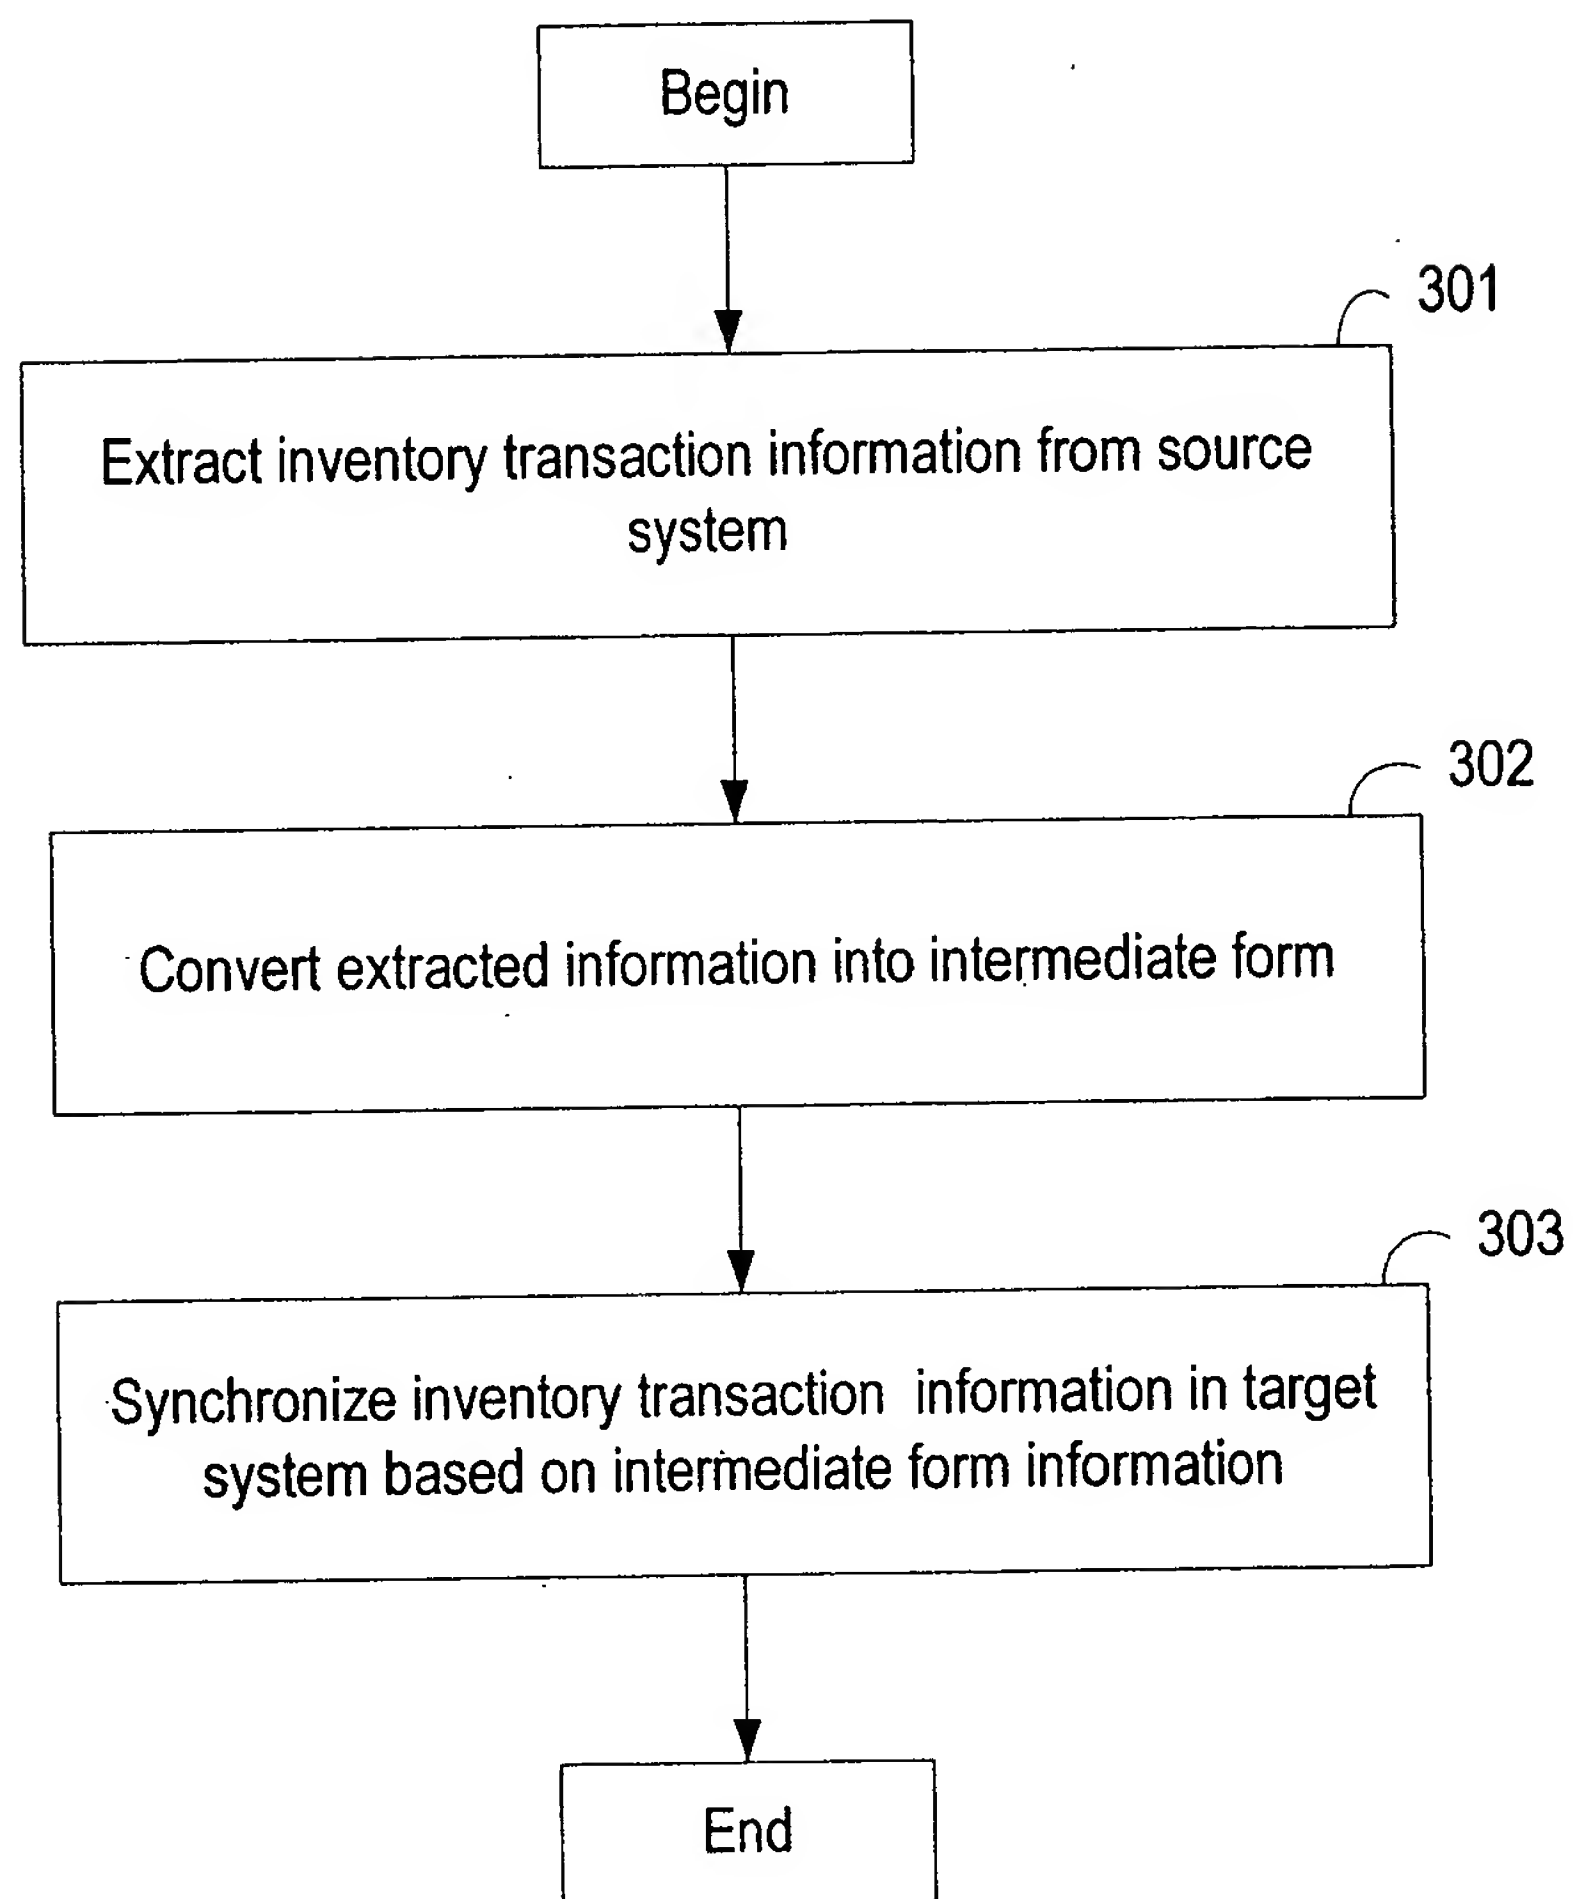 Begin
301
Extract inventory transaction information from source
system
302
Convert extracted information into intermediate form
303
Synchronize inventory transaction information in target
system based on intermediate form information
End